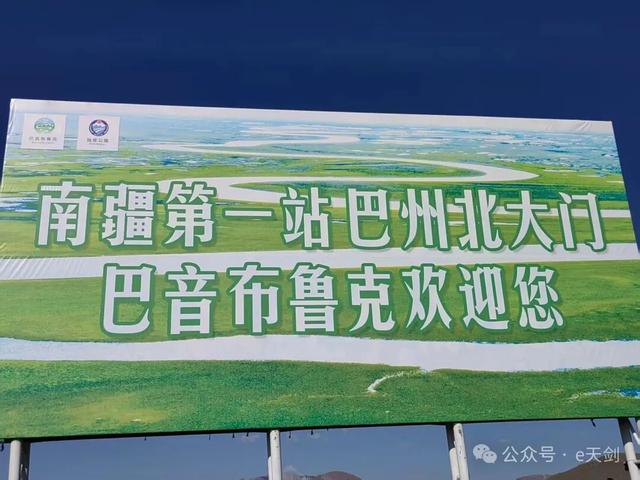 南疆第一站巴州北大门
巴音布鲁克欢迎您
公众号·e天剑